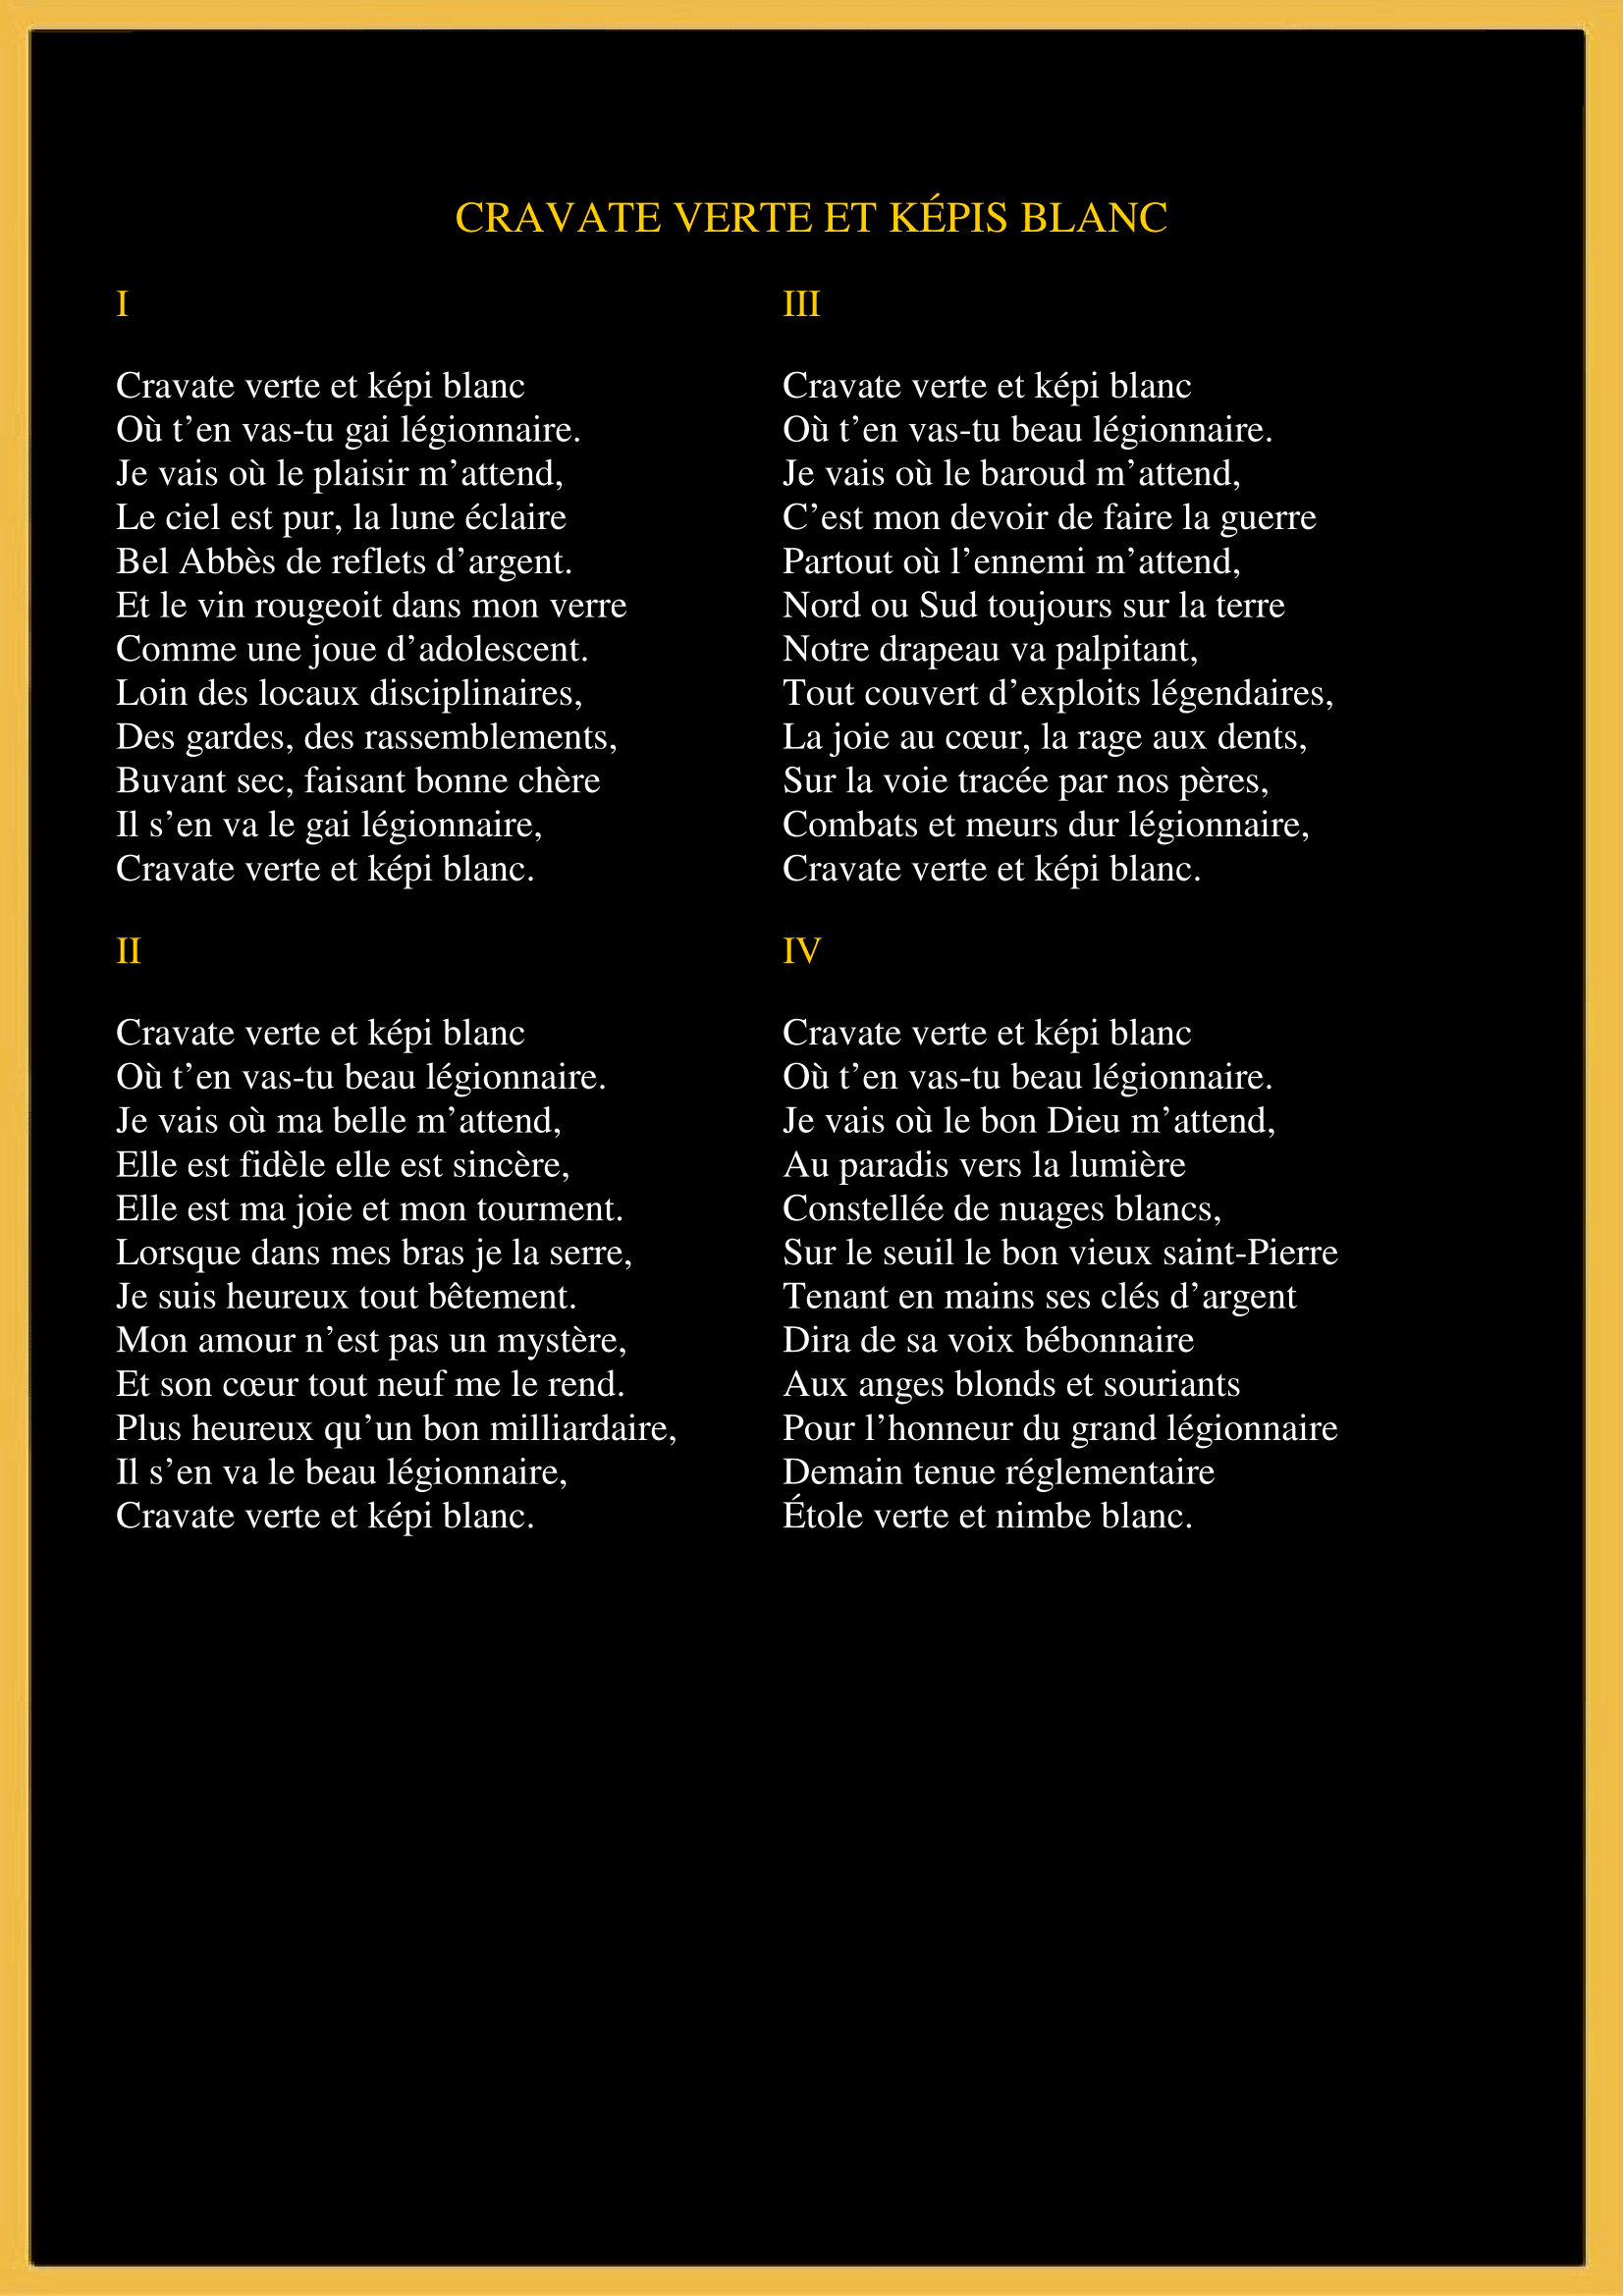 CRAVATE VERTE ET KÉPIS BLANC
I
Cravate verte et képi blanc
Où t'en vas-tu gai légionnaire.
Je vais où le plaisir m'attend,
Le ciel est pur, la lune éclaire
Bel Abbès de reflets d'argent.
Et le vin rougeoit dans mon verre
Comme une joue d'adolescent.
Loin des locaux disciplinaires,
Des gardes, des rassemblements,
Buvant sec, faisant bonne chère
Il s'en va le gai légionnaire,
Cravate verte et képi blanc.
II
Cravate verte et képi blanc
Où t'en vas-tu beau légionnaire.
Je vais où ma belle m'attend,
Elle est fidèle elle est sincère,
Elle est ma joie et mon tourment.
Lorsque dans mes bras je la serre,
Je suis heureux tout bêtement.
Mon amour n'est pas un mystère,
Et son cœur tout neuf me le rend.
Plus heureux qu'un bon milliardaire,
Il s'en va le beau légionnaire,
Cravate verte et képi blanc.
III
Cravate verte et képi blanc
Où t'en vas-tu beau légionnaire.
Je vais où le baroud m'attend,
C'est mon devoir de faire la guerre
Partout où l'ennemi m'attend,
Nord ou Sud toujours sur la terre
Notre drapeau va palpitant,
Tout couvert d'exploits légendaires,
La joie au cœur, la rage aux dents,
Sur la voie tracée par nos pères,
Combats et meurs dur légionnaire,
Cravate verte et képi blanc.
IV
Cravate verte et képi blanc
Où t'en vas-tu beau légionnaire.
Je vais où le bon Dieu m'attend,
Au paradis vers la lumière
Constellée de nuages blancs,
Sur le seuil le bon vieux saint-Pierre
Tenant en mains ses clés d'argent
Dira de sa voix bébonnaire
Aux anges blonds et souriants
Pour l'honneur du grand légionnaire
Demain tenue réglementaire
Étole verte et nimbe blanc.